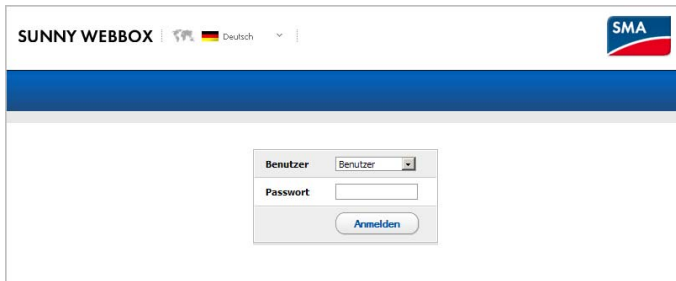 SUNNY WEBBOX Deutsch SMA
Benutzer Benutzer
Passwort
Anmelden